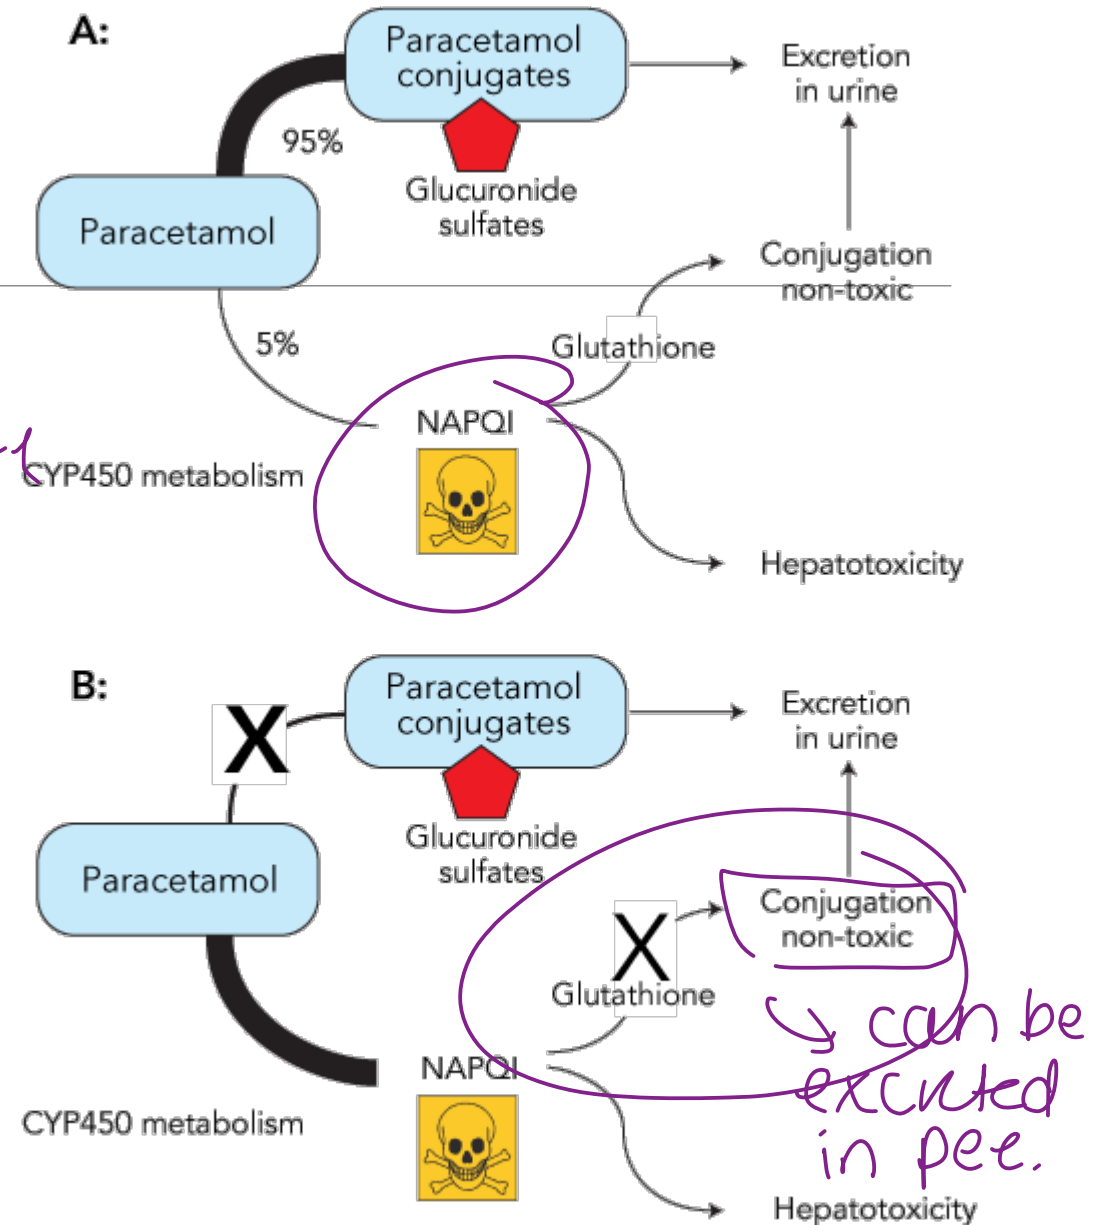 A:
Paracetamol
conjugates
Excretion
in urine
95%
Glucuronide
sulfates
Paracetamol
Conjugation
non-toxic
5%
Glutathione
NAPQI
CYP450 metabolism
Hepatotoxicity
B:
Paracetamol
conjugates
Excretion
in urine
X
Glucuronide
sulfates
Paracetamol
Conjugation
non-toxic
X
Glutathione
can be
excreted
in pee.
NAPQI
CYP450 metabolism
Hepatotoxicity